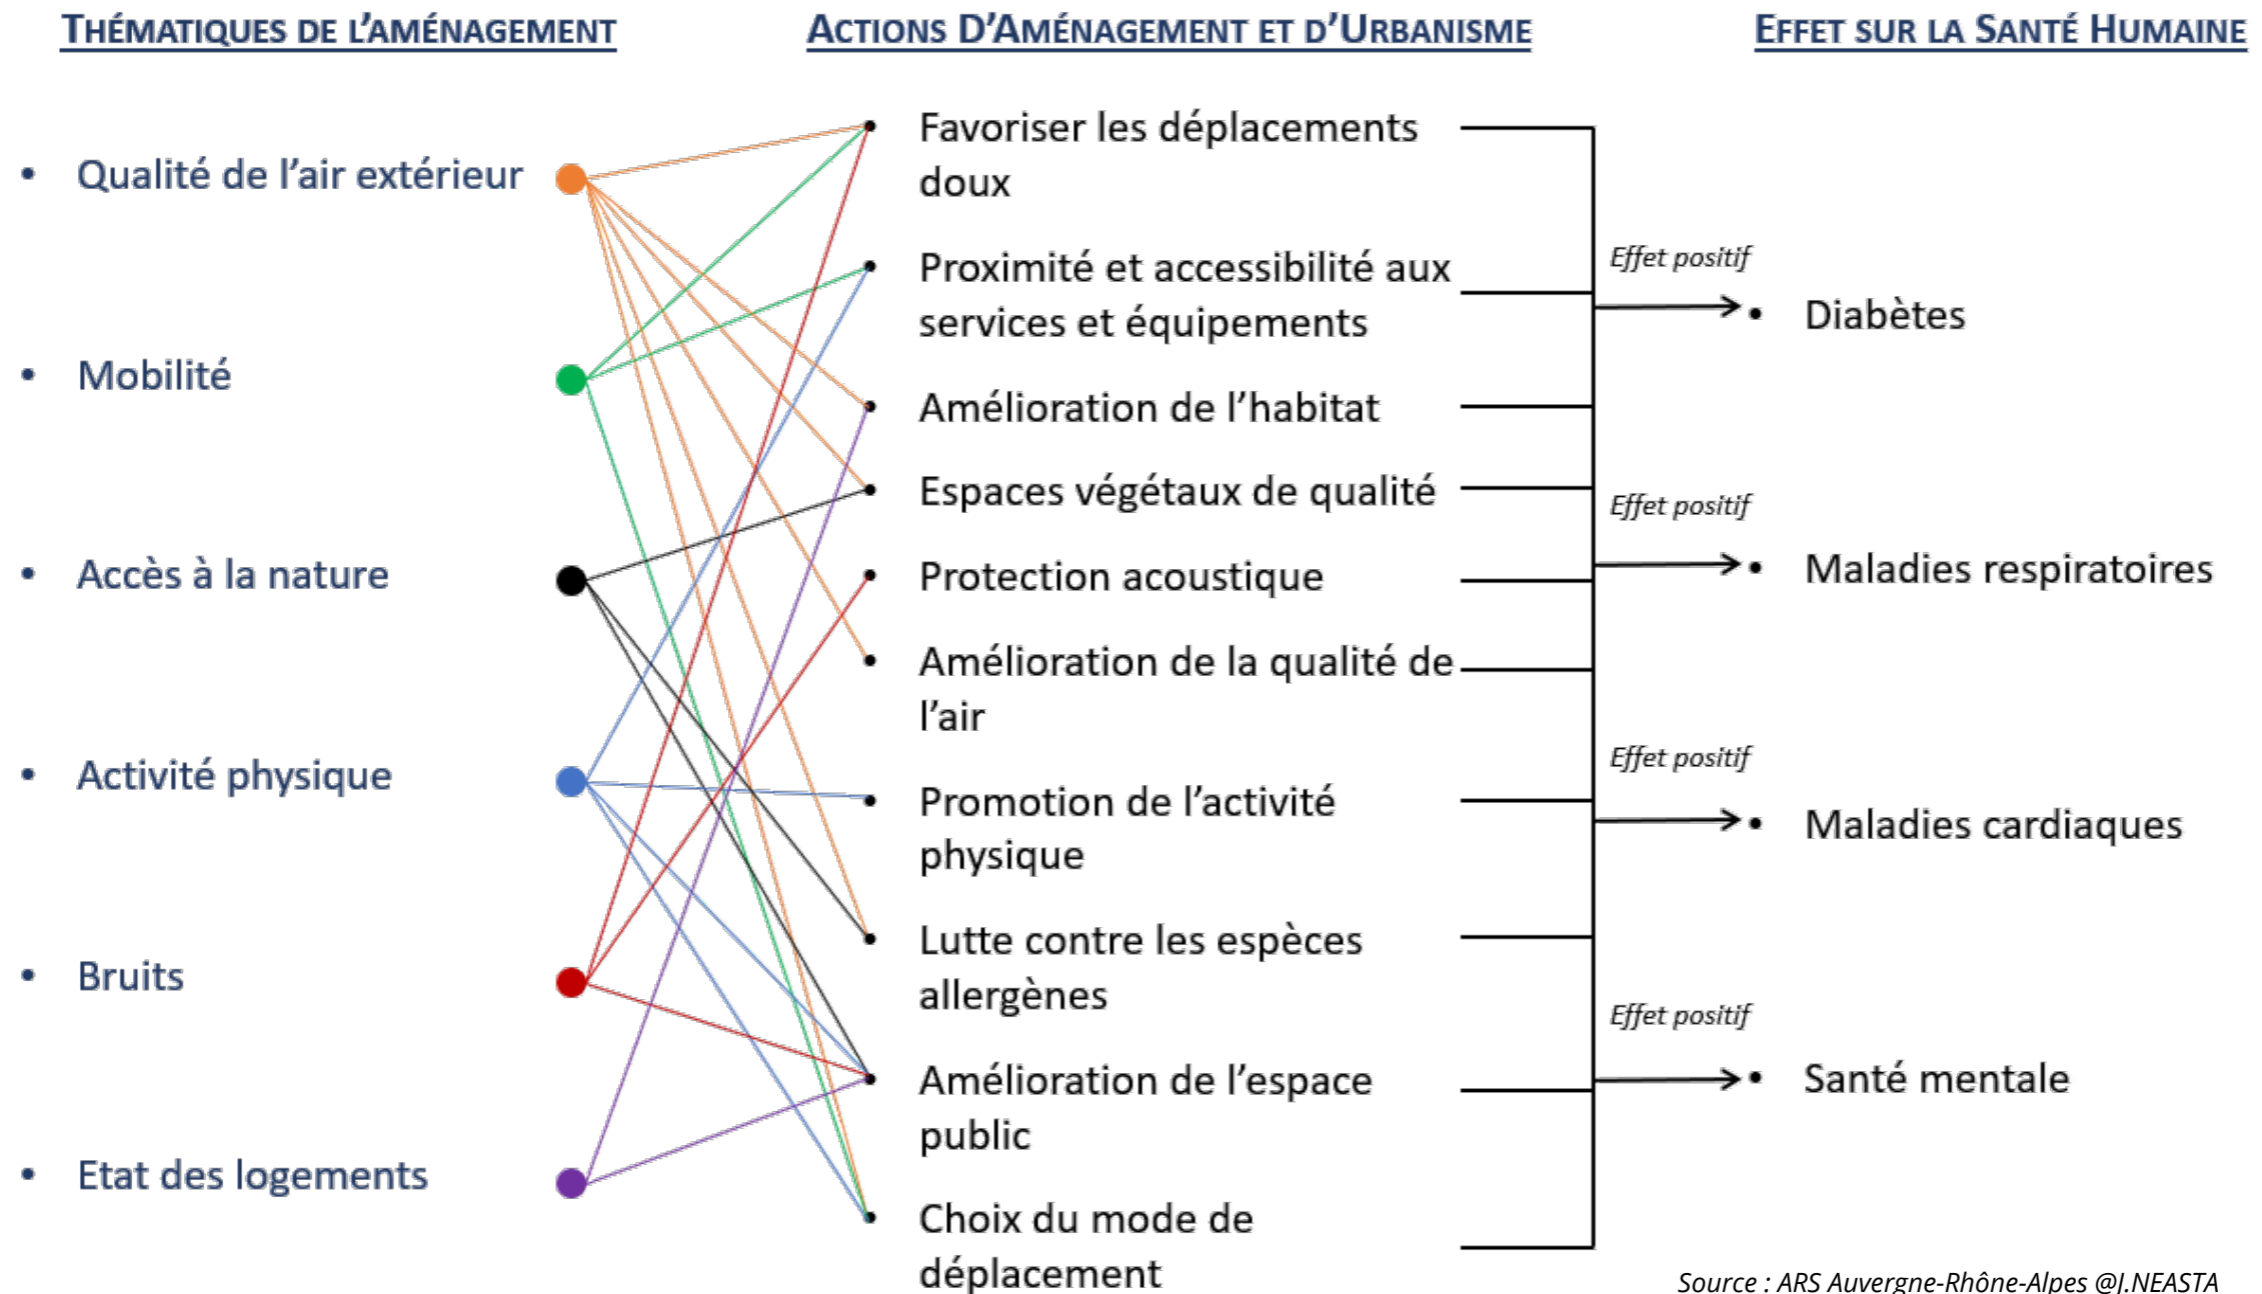 THÉMATIQUES DE L'AMÉNAGEMENT
Qualité de l'air extérieur
Mobilité
Accès à la nature
Activité physique
Bruits
Etat des logements
ACTIONS D'AMÉNAGEMENT ET D'URBANISME
Favoriser les déplacements
doux
Proximité et accessibilité aux
services et équipements
Amélioration de l'habitat
Espaces végétaux de qualité
Protection acoustique
Amélioration de la qualité de
l'air
Promotion de l'activité
physique
Lutte contre les espèces
allergènes
Amélioration de l'espace
public
Choix du mode de
déplacement
EFFET SUR LA SANTÉ HUMAINE
Effet positif
Diabètes
Effet positif
Maladies respiratoires
Effet positif
Maladies cardiaques
Effet positif
Santé mentale
Source : ARS Auvergne-Rhône-Alpes @J.NEASTA